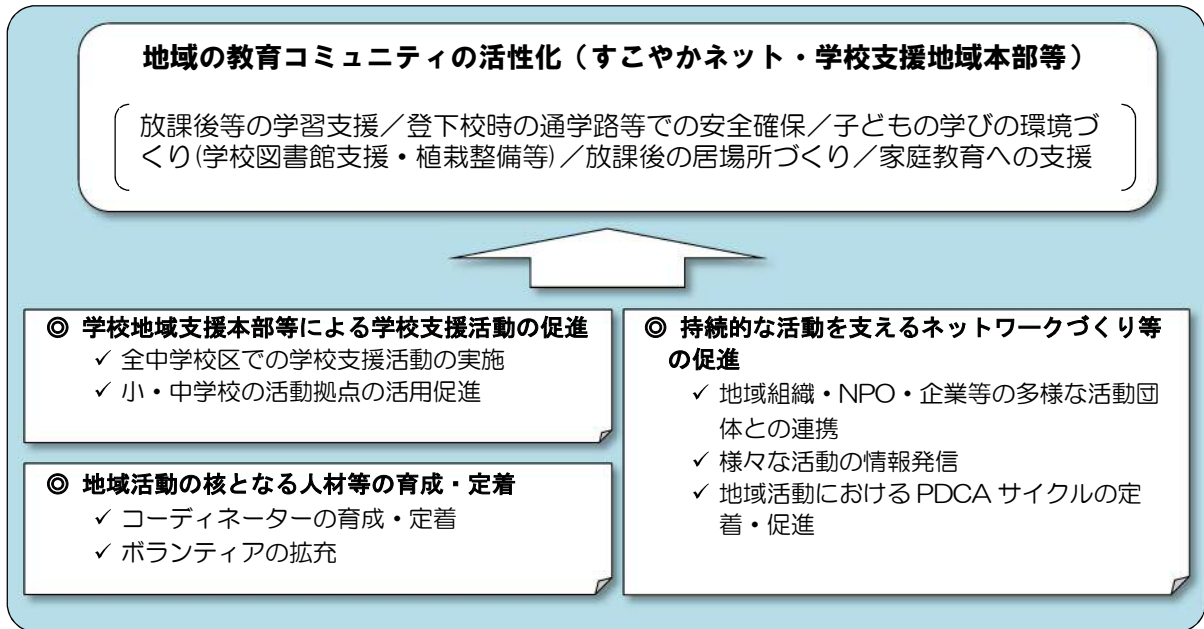 地域の教育コミュニティの活性化（すこやかネット・学校支援地域本部等）
放課後等の学習支援／登下校時の通学路等での安全確保／子どもの学びの環境づ
くり(学校図書館支援・植栽整備等)／放課後の居場所づくり／家庭教育への支援
◎ 学校地域支援本部等による学校支援活動の促進
✓ 全中学校区での学校支援活動の実施
✓ 小・中学校の活動拠点の活用促進
◎ 地域活動の核となる人材等の育成・定着
✓ コーディネーターの育成・定着
✓ ボランティアの拡充
◎ 持続的な活動を支えるネットワークづくり等
の促進
✓ 地域組織・NPO・企業等の多様な活動団
体との連携
✓ 様々な活動の情報発信
✓ 地域活動における PDCA サイクルの定
着・促進